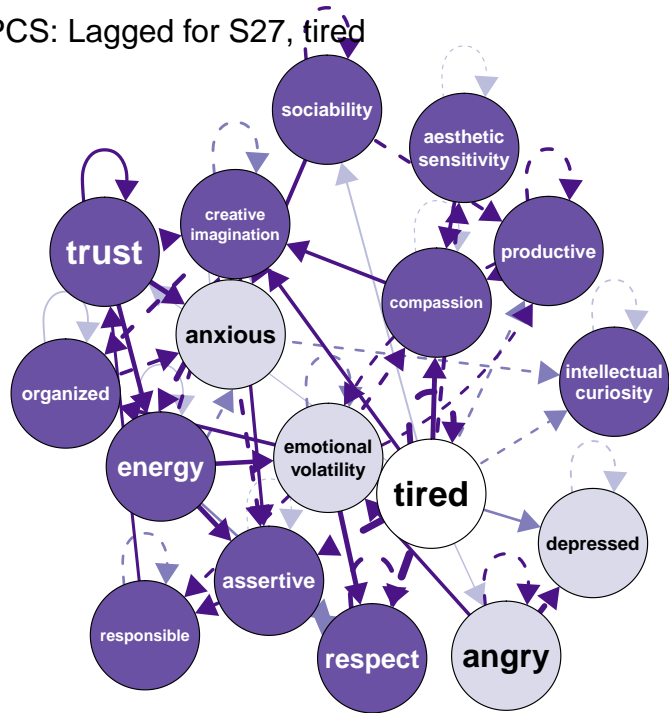 PCS: Lagged for S27, tired
sociability
aesthetic
sensitivity
creative
imagination
trust
productive
compassion
anxious
organized
intellectual
curiosity
emotional
volatility
energy
tired
depressed
assertive
responsible
respect
angry